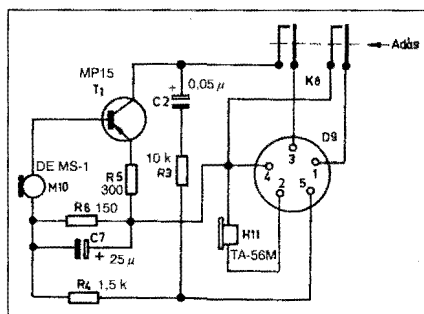 MP15
T1
+ 0,05 μ
C2
K8
Adás
D9
3
1
4
2
5
10 k
R3
DE MS-1
M10
R5
300
R6 150
C7
+ 25 μ
R4 1,5 k
H11
TA-56M